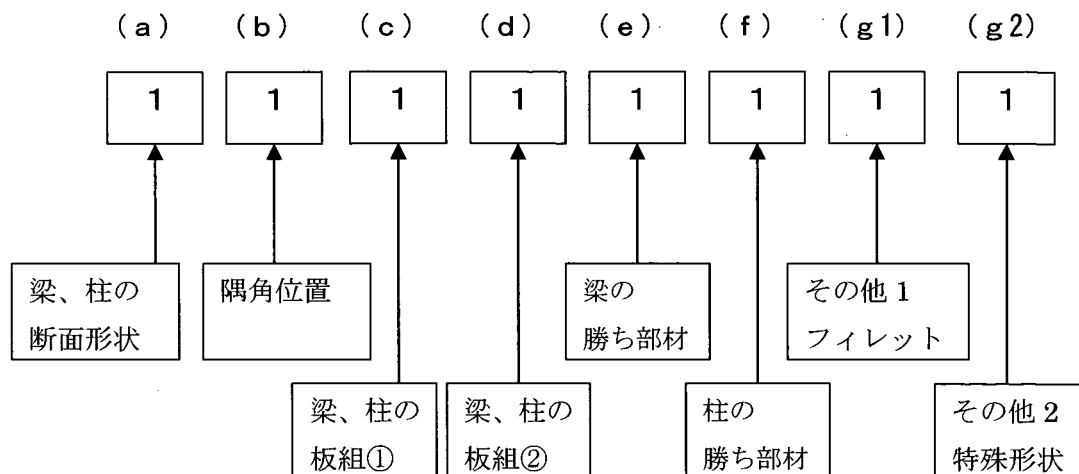 (a) (b) (c) (d) (e) (f) (g1) (g2)
1 1 1 1 1 1 1 1
梁、柱の
断面形状
隅角位置
梁の
勝ち部材
その他1
フィレット
梁、柱の
板組①
梁、柱の
板組②
柱の
勝ち部材
その他2
特殊形状